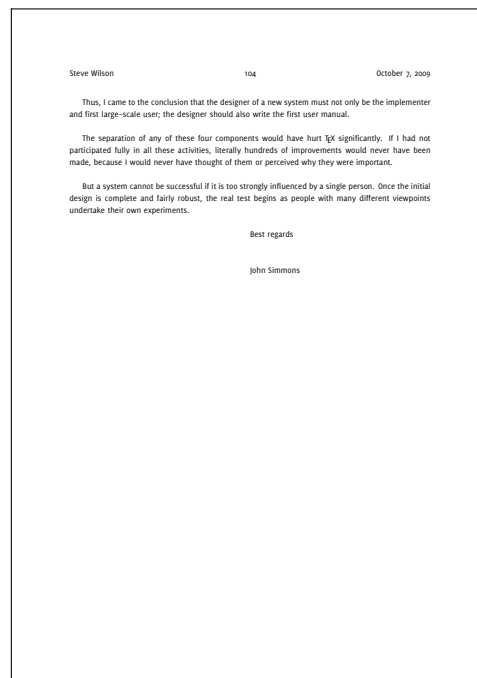 Steve Wilson 104 October 7, 2009
Thus, I came to the conclusion that the designer of a new system must not only be the implementer
and first large-scale user; the designer should also write the first user manual.
The separation of any of these four components would have hurt TEX significantly. If I had not
participated fully in all these activities, literally hundreds of improvements would never have been
made, because I would never have thought of them or perceived why they were important.
But a system cannot be successful if it is too strongly influenced by a single person. Once the initial
design is complete and fairly robust, the real test begins as people with many different viewpoints
undertake their own experiments.
Best regards
John Simmons